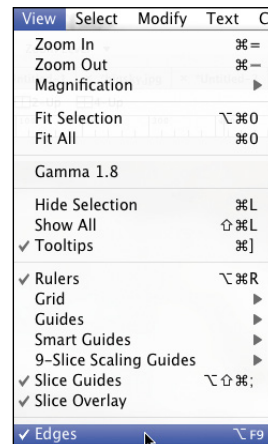 View Select Modify Text C
Zoom In ⌘=
Zoom Out ⌘−
Magnification ▶
Fit Selection ⌥⌘0
Fit All ⌘0
Gamma 1.8
Hide Selection ⌘L
Show All ⇧⌘L
✓ Tooltips ⌘]
✓ Rulers ⌥⌘R
Grid ▶
Guides ▶
Smart Guides ▶
9-Slice Scaling Guides ▶
✓ Slice Guides ⌥⇧⌘;
✓ Slice Overlay
✓ Edges ⌥F9